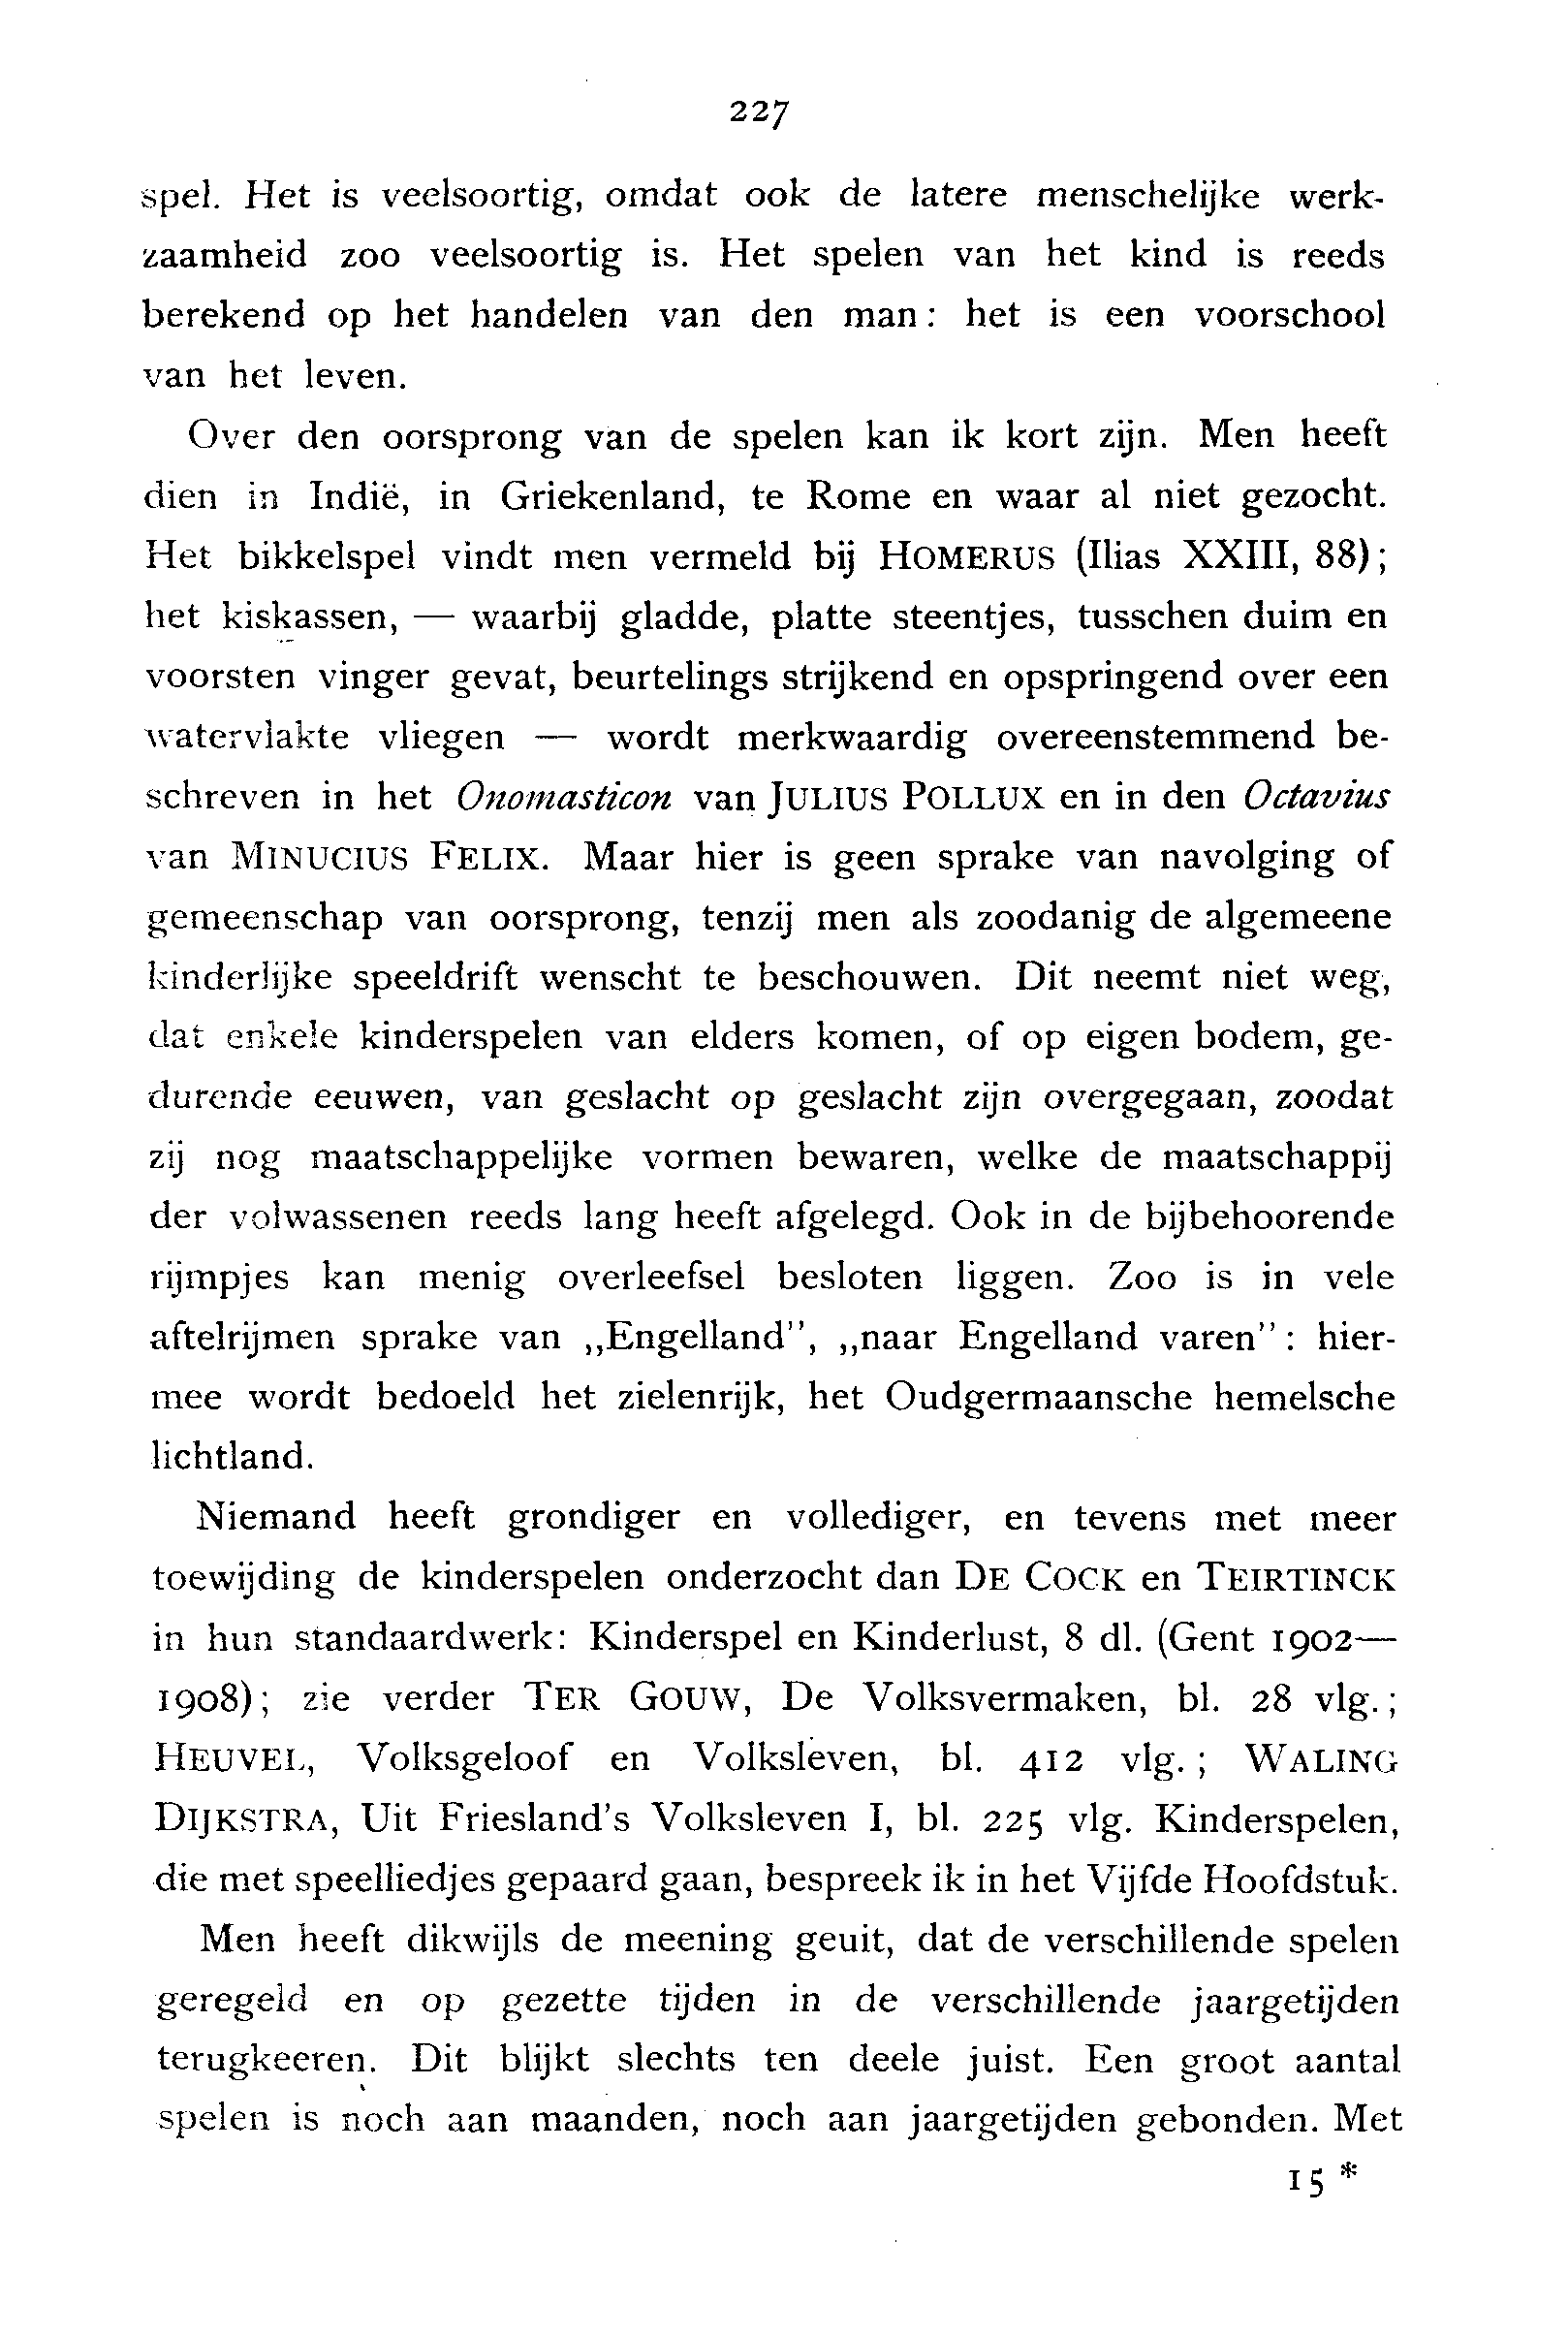 227
spel. Het is veelsoortig, omdat ook de latere menschelijke werk-
zaamheid zoo veelsoortig is. Het spelen van het kind is reeds
berekend op het handelen van den man: het is een voorschool
van het leven.
Over den oorsprong van de spelen kan ik kort zijn. Men heeft
dien in Indië, in Griekenland, te Rome en waar al niet gezocht.
Het bikkelspel vindt men vermeld bij HOMERUS (Ilias XXIII, 88);
het kiskassen, — waarbij gladde, platte steentjes, tusschen duim en
voorsten vinger gevat, beurtelings strijkend en opspringend over een
watervlakte vliegen — wordt merkwaardig overeenstemmend be-
schreven in het Onomasticon van JULIUS POLLUX en in den Octavius
van MINUCIUS FELIX. Maar hier is geen sprake van navolging of
gemeenschap van oorsprong, tenzij men als zoodanig de algemeene
kinderlijke speeldrift wenscht te beschouwen. Dit neemt niet weg,
dat enkele kinderspelen van elders komen, of op eigen bodem, ge-
durende eeuwen, van geslacht op geslacht zijn overgegaan, zoodat
zij nog maatschappelijke vormen bewaren, welke de maatschappij
der volwassenen reeds lang heeft afgelegd. Ook in de bijbehoorende
rijmpjes kan menig overleefsel besloten liggen. Zoo is in vele
aftelrijmen sprake van „Engelland”, „naar Engelland varen”: hier-
mee wordt bedoeld het zielenrijk, het Oudgermaansche hemelsche
lichtland.
Niemand heeft grondiger en vollediger, en tevens met meer
toewijding de kinderspelen onderzocht dan DE COCK en TEIRTINCK
in hun standaardwerk: Kinderspel en Kinderlust, 8 dl. (Gent 1902—
1908); zie verder TER GOUW, De Volksvermaken, bl. 28 vlg.;
HEUVEL, Volksgeloof en Volksleven, bl. 412 vlg.; WALING
DIJKSTRA, Uit Friesland's Volksleven I, bl. 225 vlg. Kinderspelen,
die met speelliedjes gepaard gaan, bespreek ik in het Vijfde Hoofdstuk.
Men heeft dikwijls de meening geuit, dat de verschillende spelen
geregeld en op gezette tijden in de verschillende jaargetijden
terugkeeren. Dit blijkt slechts ten deele juist. Een groot aantal
spelen is noch aan maanden, noch aan jaargetijden gebonden. Met
15 *